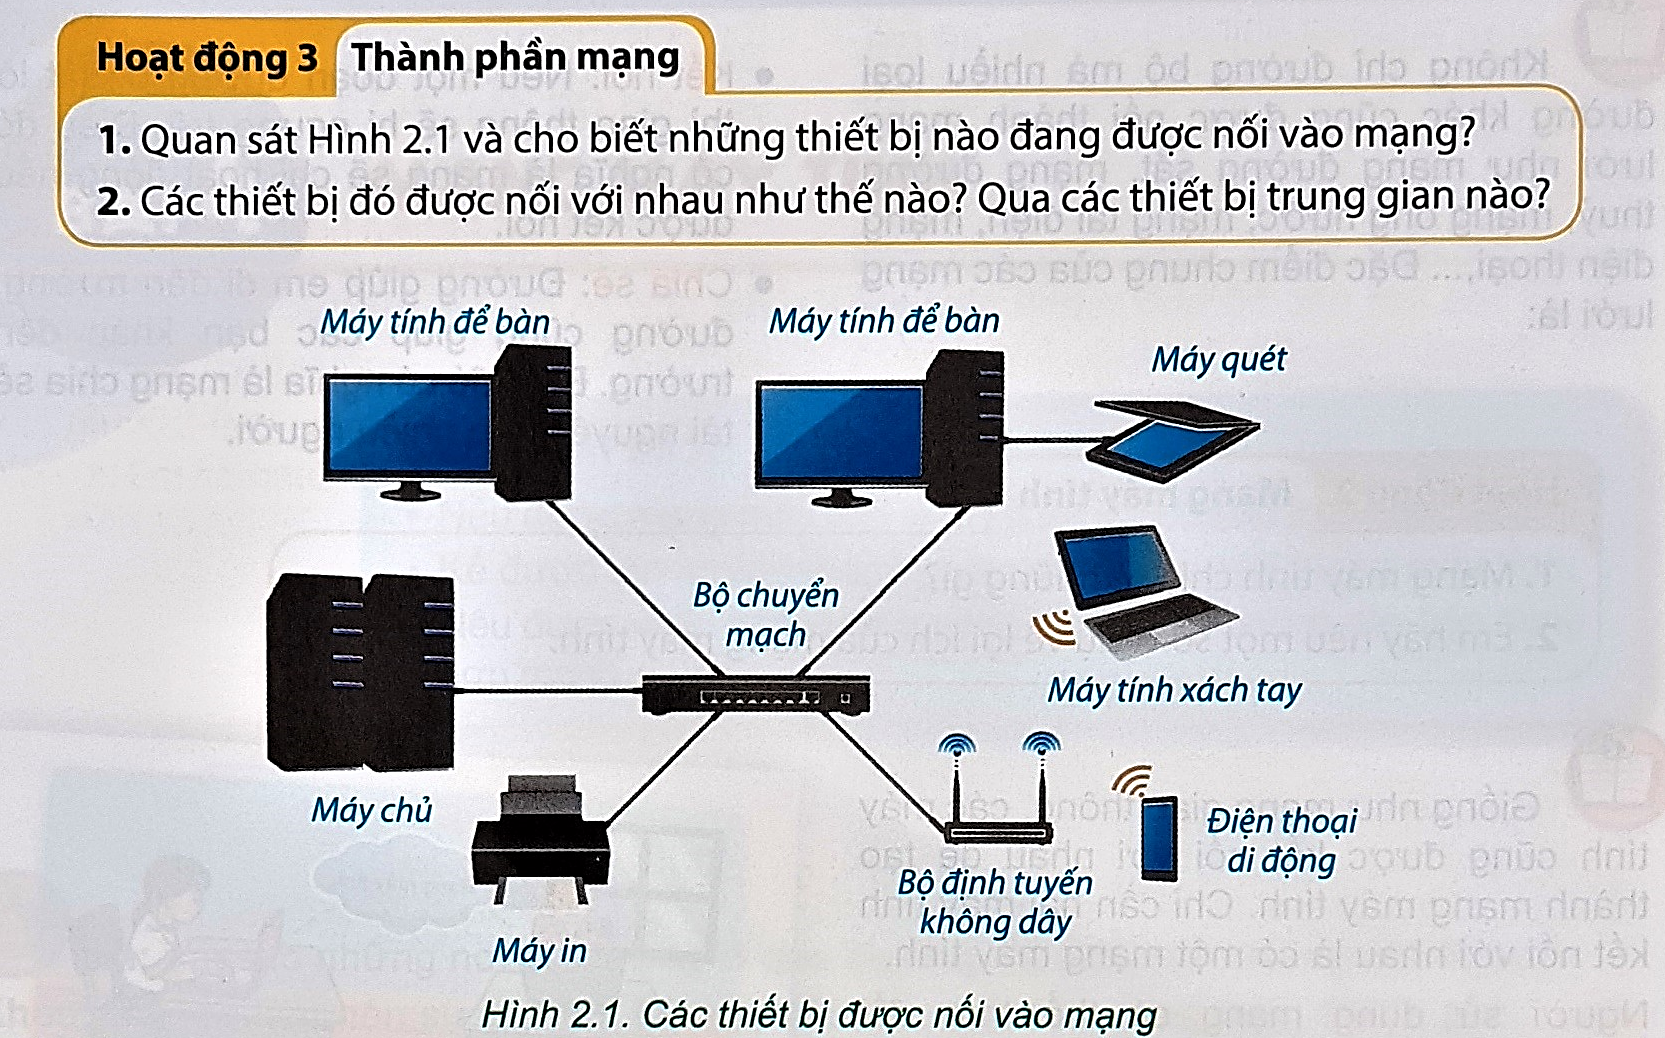 Hoạt động 3 Thành phần mạng
1. Quan sát Hình 2.1 và cho biết những thiết bị nào đang được nối vào mạng?
2. Các thiết bị đó được nối với nhau như thế nào? Qua các thiết bị trung gian nào?
Máy tính để bàn
Máy tính để bàn
Máy quét
Bộ chuyển
mạch
Máy tính xách tay
Máy chủ
Điện thoại
di động
Bộ định tuyến
không dây
Máy in
Hình 2.1. Các thiết bị được nối vào mạng